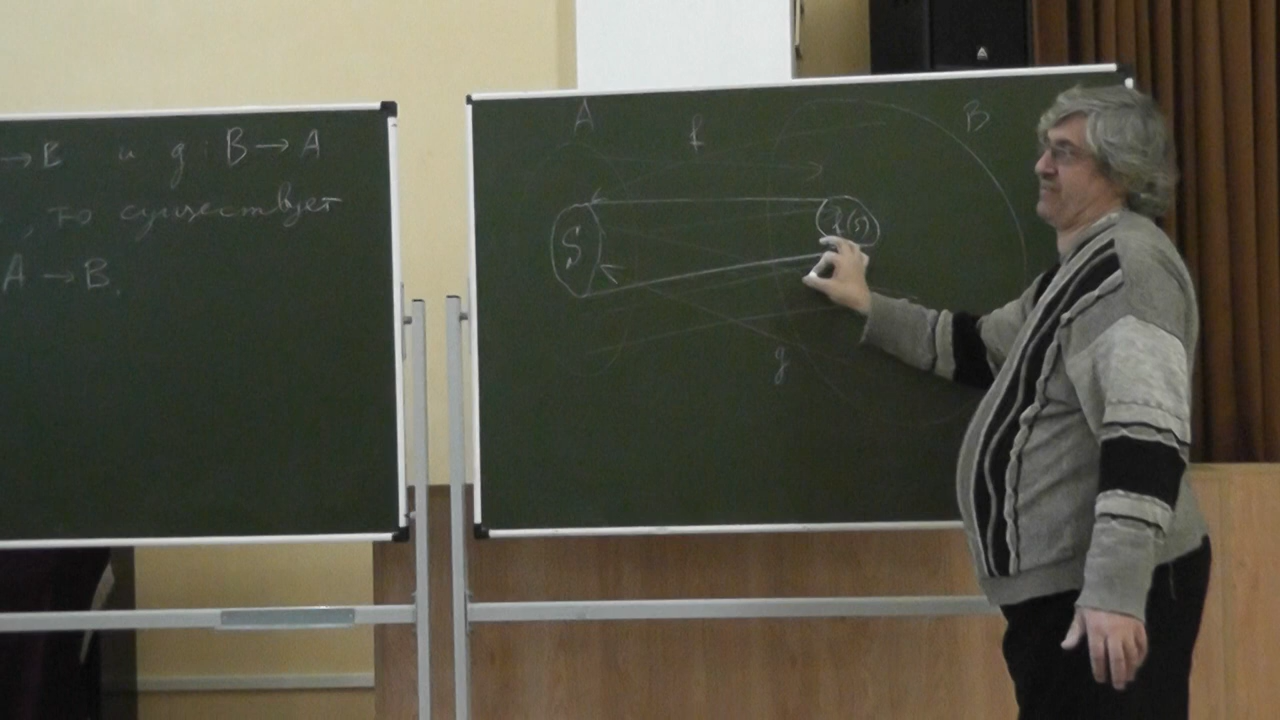 → B и g : B → A
, то существует
A → B.
A f B
S f(S)
g